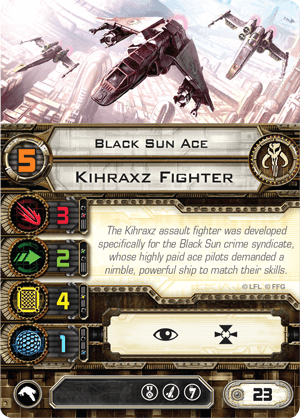 Black Sun Ace
5
Kihraxz Fighter
3
2
4
1
The Kihraxz assault fighter was developed
specifically for the Black Sun crime syndicate,
whose highly paid ace pilots demanded a
nimble, powerful ship to match their skills.
© LFL © FFG
23